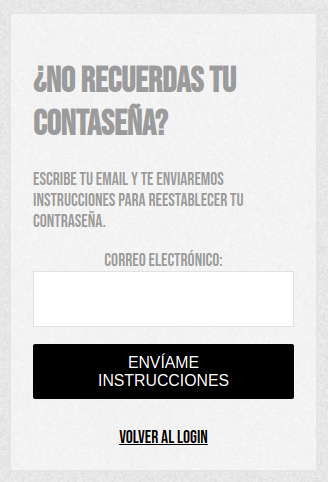 ¿NO RECUERDAS TU
CONTASEÑA?
ESCRIBE TU EMAIL Y TE ENVIAREMOS
INSTRUCCIONES PARA REESTABLECER TU
CONTRASEÑA.
CORREO ELECTRÓNICO:
ENVÍAME
INSTRUCCIONES
VOLVER AL LOGIN